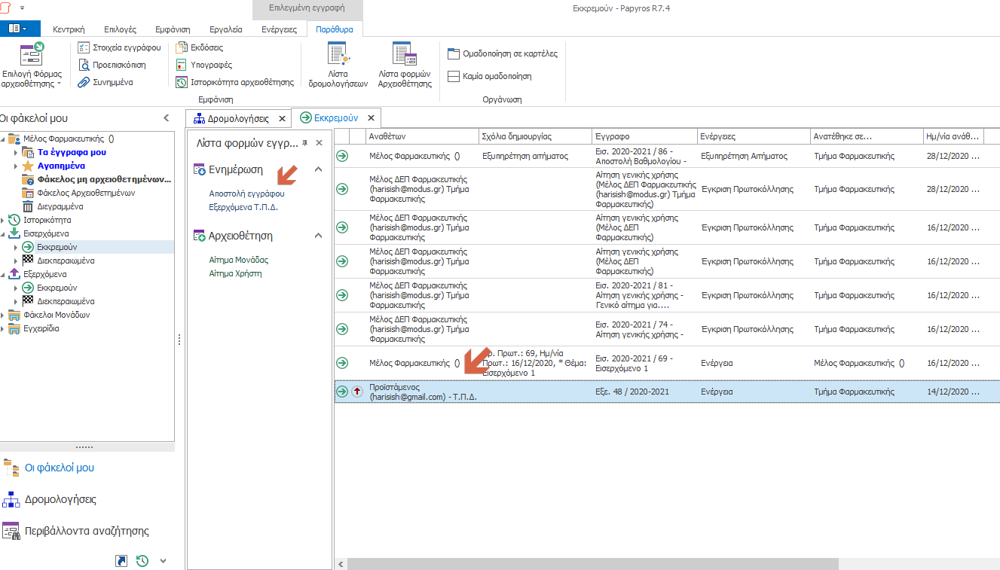 Επιλεγμένη εγγραφή
Εκκρεμούν - Papyros R7.4
Κεντρική Επιλογές Εμφάνιση Εργαλεία Ενέργειες Παράθυρα
Επιλογή Φόρμας
αρχειοθέτησης
Στοιχεία εγγράφου
Προεπισκόπιση
Συνημμένα
Εκδόσεις
Υπογραφές
Ιστορικότητα αρχειοθέτησης
Εμφάνιση
Λίστα
δρομολογήσεων
Λίστα φορμών
Αρχειοθέτησης
Ομαδοποίηση σε καρτέλες
Καμία ομαδοποίηση
Οργάνωση
Οι φάκελοί μου
Μέλος Φαρμακευτικής ()
Τα έγγραφα μου
Αγαπημένα
Φάκελος μη αρχειοθετημένων...
Φάκελος Αρχειοθετημένων
Διεγραμμένα
Ιστορικότητα
Εισερχόμενα
Εκκρεμούν
Διεκπεραιωμένα
Εξερχόμενα
Εκκρεμούν
Διεκπεραιωμένα
Φάκελοι Μονάδων
Εγχειρίδια
Οι φάκελοί μου
Δρομολογήσεις
Περιβάλλοντα αναζήτησης
Δρομολογήσεις
Εκκρεμούν
Λίστα φορμών εγγρ...
Ενημέρωση
Αποστολή εγγράφου
Εξερχόμενα Τ.Π.Δ.
Αρχειοθέτηση
Αίτημα Μονάδας
Αίτημα Χρήστη
Αναθέτων Σχόλια δημιουργίας Έγγραφο Ενέργειες Ανατέθηκε σε... Ημ/νία ανάθ...
Μέλος Φαρμακευτικής ()
Εξυπηρέτηση αιτήματος
Εισ. 2020-2021 / 86 -
Αποστολή Βαθμολογίου -
Εξυπηρέτηση Αιτήματος
Τμήμα Φαρμακευτικής
28/12/2020 ...
Μέλος ΔΕΠ Φαρμακευτικής
(harisish@modus.gr) Τμήμα
Φαρμακευτικής
Αίτηση γενικής χρήσης
(Μέλος ΔΕΠ Φαρμακευτικής
(harisish@modus.gr) Τμήμα
Φαρμακευτικής)
Έγκριση Πρωτοκόλλησης
Τμήμα Φαρμακευτικής
28/12/2020 ...
Μέλος ΔΕΠ Φαρμακευτικής
(harisish@modus.gr) Τμήμα
Φαρμακευτικής
Αίτηση γενικής χρήσης
(Μέλος ΔΕΠ
Φαρμακευτικής)
Έγκριση Πρωτοκόλλησης
Τμήμα Φαρμακευτικής
16/12/2020 ...
Μέλος ΔΕΠ Φαρμακευτικής
(harisish@modus.gr) Τμήμα
Φαρμακευτικής
Αίτηση γενικής χρήσης
(Μέλος ΔΕΠ
Φαρμακευτικής)
Έγκριση Πρωτοκόλλησης
Τμήμα Φαρμακευτικής
16/12/2020 ...
Μέλος ΔΕΠ Φαρμακευτικής
(harisish@modus.gr) Τμήμα
Φαρμακευτικής
Εισ. 2020-2021 / 81 -
Αίτηση γενικής χρήσης -
Γενικό αίτημα για....
Έγκριση Πρωτοκόλλησης
Τμήμα Φαρμακευτικής
16/12/2020 ...
Μέλος ΔΕΠ Φαρμακευτικής
(harisish@modus.gr) Τμήμα
Φαρμακευτικής
Εισ. 2020-2021 / 74 -
Αίτηση γενικής χρήσης -
Έγκριση Πρωτοκόλλησης
Τμήμα Φαρμακευτικής
16/12/2020 ...
Μέλος Φαρμακευτικής ()
Πρωτ.: 69, Ημ/νία
Πρωτ.: 16/12/2020, * Θέμα:
Εισερχόμενο 1
Εισ. 2020-2021 / 69 -
Εισερχόμενο 1
Ενέργεια
Μέλος Φαρμακευτικής ()
16/12/2020 ...
Προϊστάμενος
(harisish@gmail.com) - Τ.Π.Δ.
Εξε. 48 / 2020-2021
Ενέργεια
Τμήμα Φαρμακευτικής
14/12/2020 ...